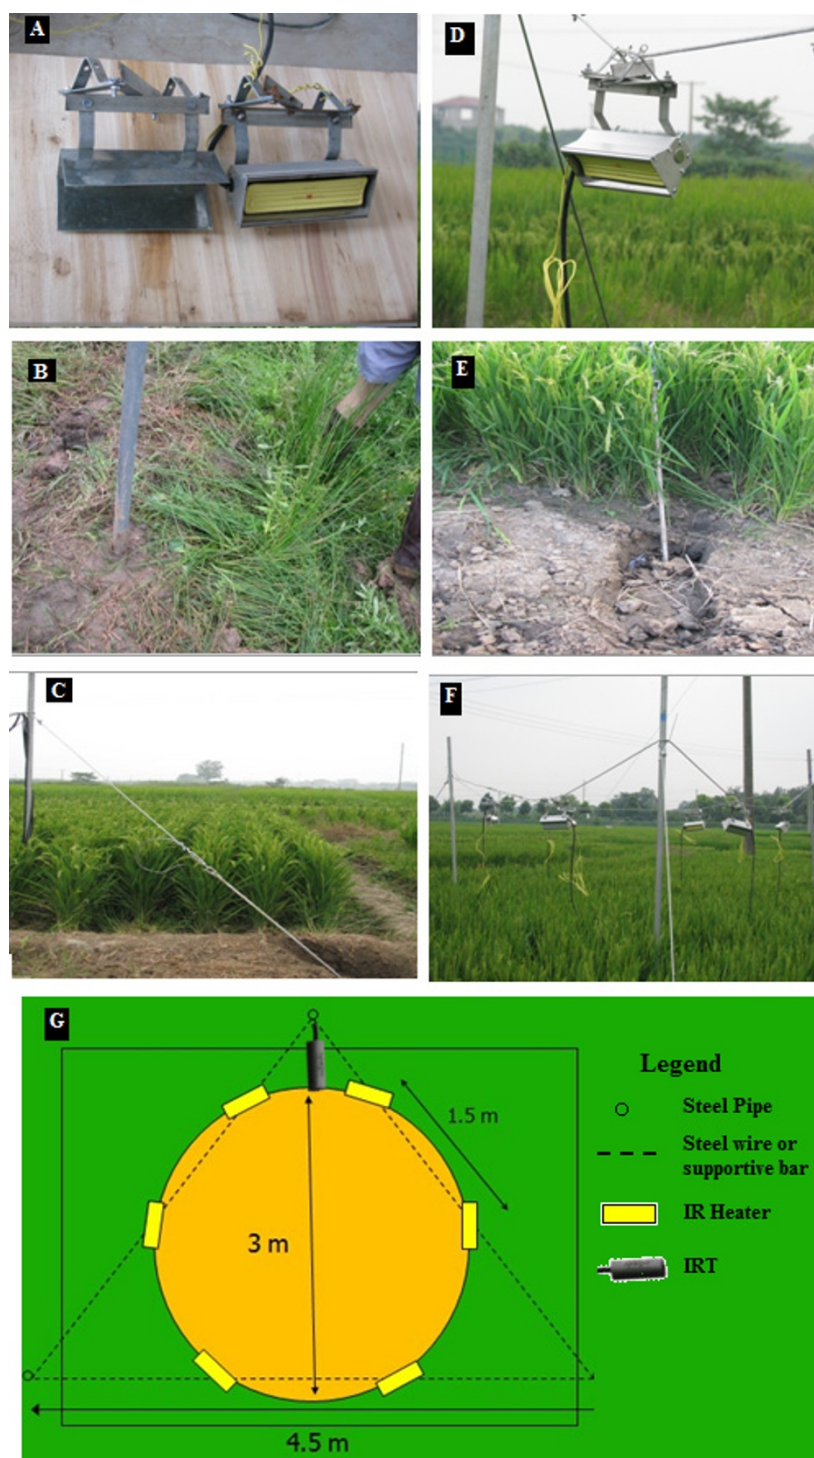 A
D
B
E
C
F
G
Legend
Steel Pipe
Steel wire or
supportive bar
IR Heater
IRT
1.5 m
3 m
4.5 m